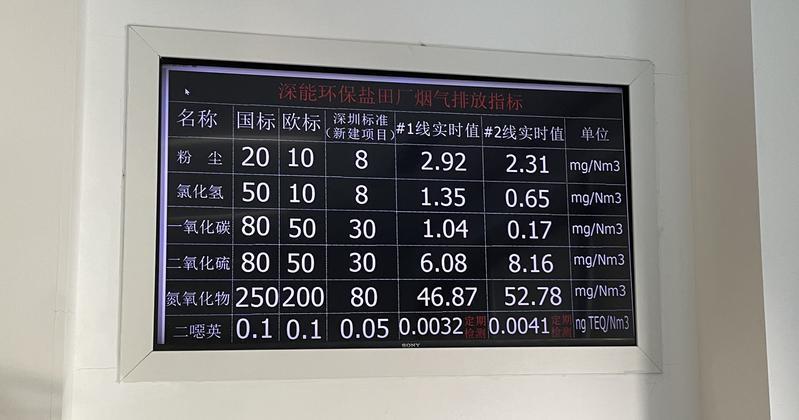 深能环保盐田厂烟气排放指标
名称 国标 欧标 深圳标准（新建项目） #1线实时值 #2线实时值 单位
粉 尘 20 10 8 2.92 2.31 mg/Nm3
氯化氢 50 10 8 1.35 0.65 mg/Nm3
一氧化碳 80 50 30 1.04 0.17 mg/Nm3
二氧化硫 80 50 30 6.08 8.16 mg/Nm3
氮氧化物 250 200 80 46.87 52.78 mg/Nm3
二噁英 0.1 0.1 0.05 0.0032 定期检测 0.0041 定期检测 ng TEQ/Nm3
SONY